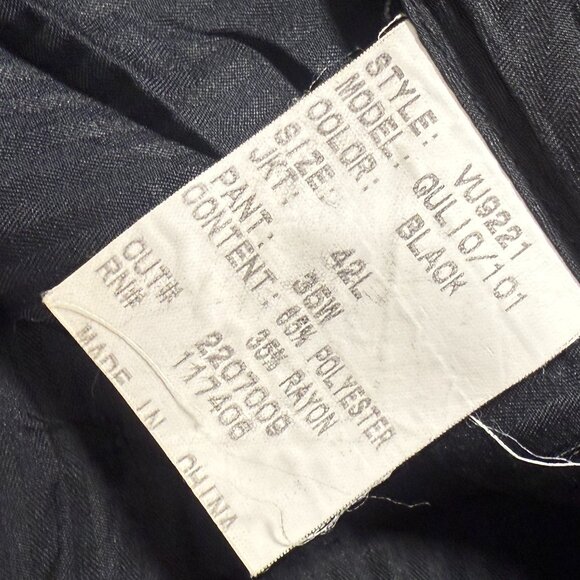 STYLE: VU9221
MODEL: QUL10/101
COLOR: BLACK
SIZE:
JKT: 42L
PANT: 35W
CONTENT: 65% POLYESTER
35% RAYON
CUT# 2207009
RN# 117406
MADE IN CHINA